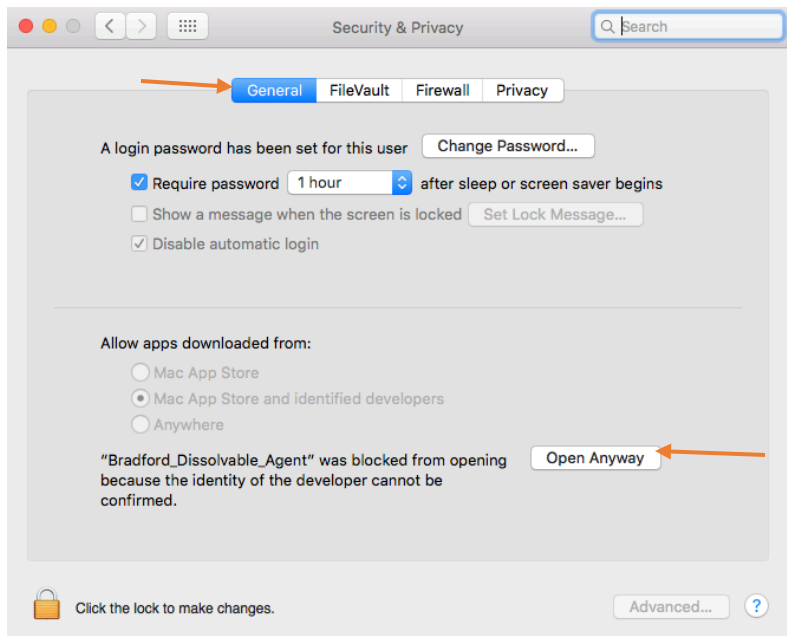 Security & Privacy
Search
General FileVault Firewall Privacy
A login password has been set for this user Change Password...
Require password 1 hour after sleep or screen saver begins
Show a message when the screen is locked Set Lock Message...
Disable automatic login
Allow apps downloaded from:
Mac App Store
Mac App Store and identified developers
Anywhere
“Bradford_Dissolvable_Agent” was blocked from opening Open Anyway
because the identity of the developer cannot be
confirmed.
Click the lock to make changes. Advanced... ?